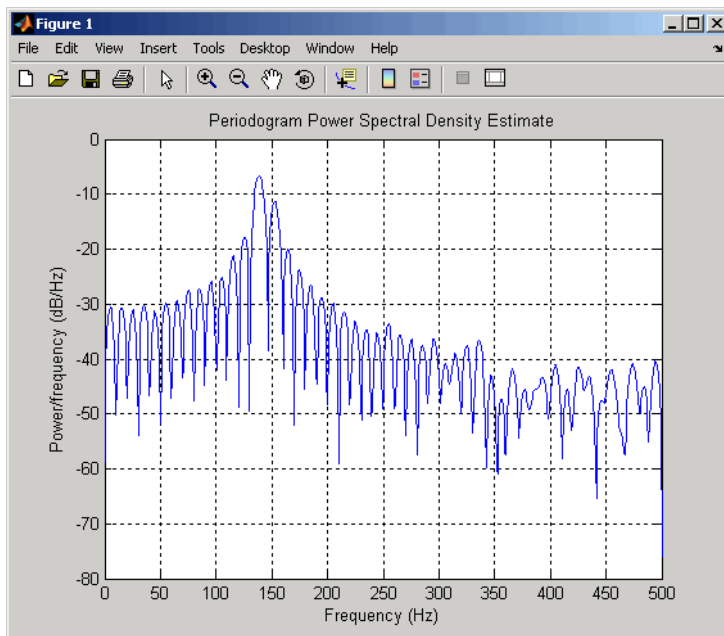 Figure 1
File Edit View Insert Tools Desktop Window Help
Periodogram Power Spectral Density Estimate
0
-10
-20
-30
-40
-50
-60
-70
-80
Power/frequency (dB/Hz)
0 50 100 150 200 250 300 350 400 450 500
Frequency (Hz)